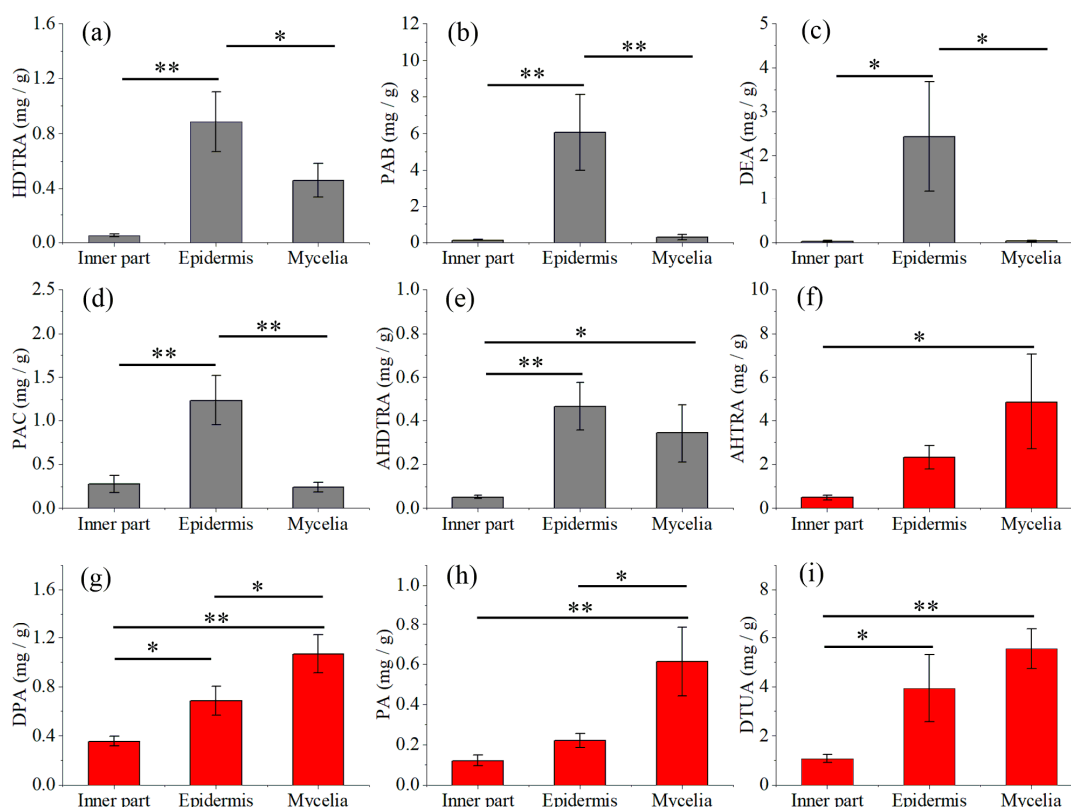 (a)
HDTRA (mg / g)
1.6
1.2
0.8
0.4
0.0
**
*
Inner part Epidermis Mycelia
(b)
PAB (mg / g)
12
10
8
6
4
2
0
**
**
Inner part Epidermis Mycelia
(c)
DEA (mg / g)
5
4
3
2
1
0
*
*
Inner part Epidermis Mycelia
(d)
PAC (mg / g)
2.5
2.0
1.5
1.0
0.5
0.0
**
**
Inner part Epidermis Mycelia
(e)
AHDTRA (mg / g)
1.0
0.8
0.6
0.4
0.2
0.0
*
**
Inner part Epidermis Mycelia
(f)
AHTRA (mg / g)
10
8
6
4
2
0
*
Inner part Epidermis Mycelia
(g)
DPA (mg / g)
1.6
1.2
0.8
0.4
0.0
*
**
*
Inner part Epidermis Mycelia
(h)
PA (mg / g)
1.0
0.8
0.6
0.4
0.2
0.0
*
**
Inner part Epidermis Mycelia
(i)
DTUA (mg / g)
8
6
4
2
0
**
*
Inner part Epidermis Mycelia